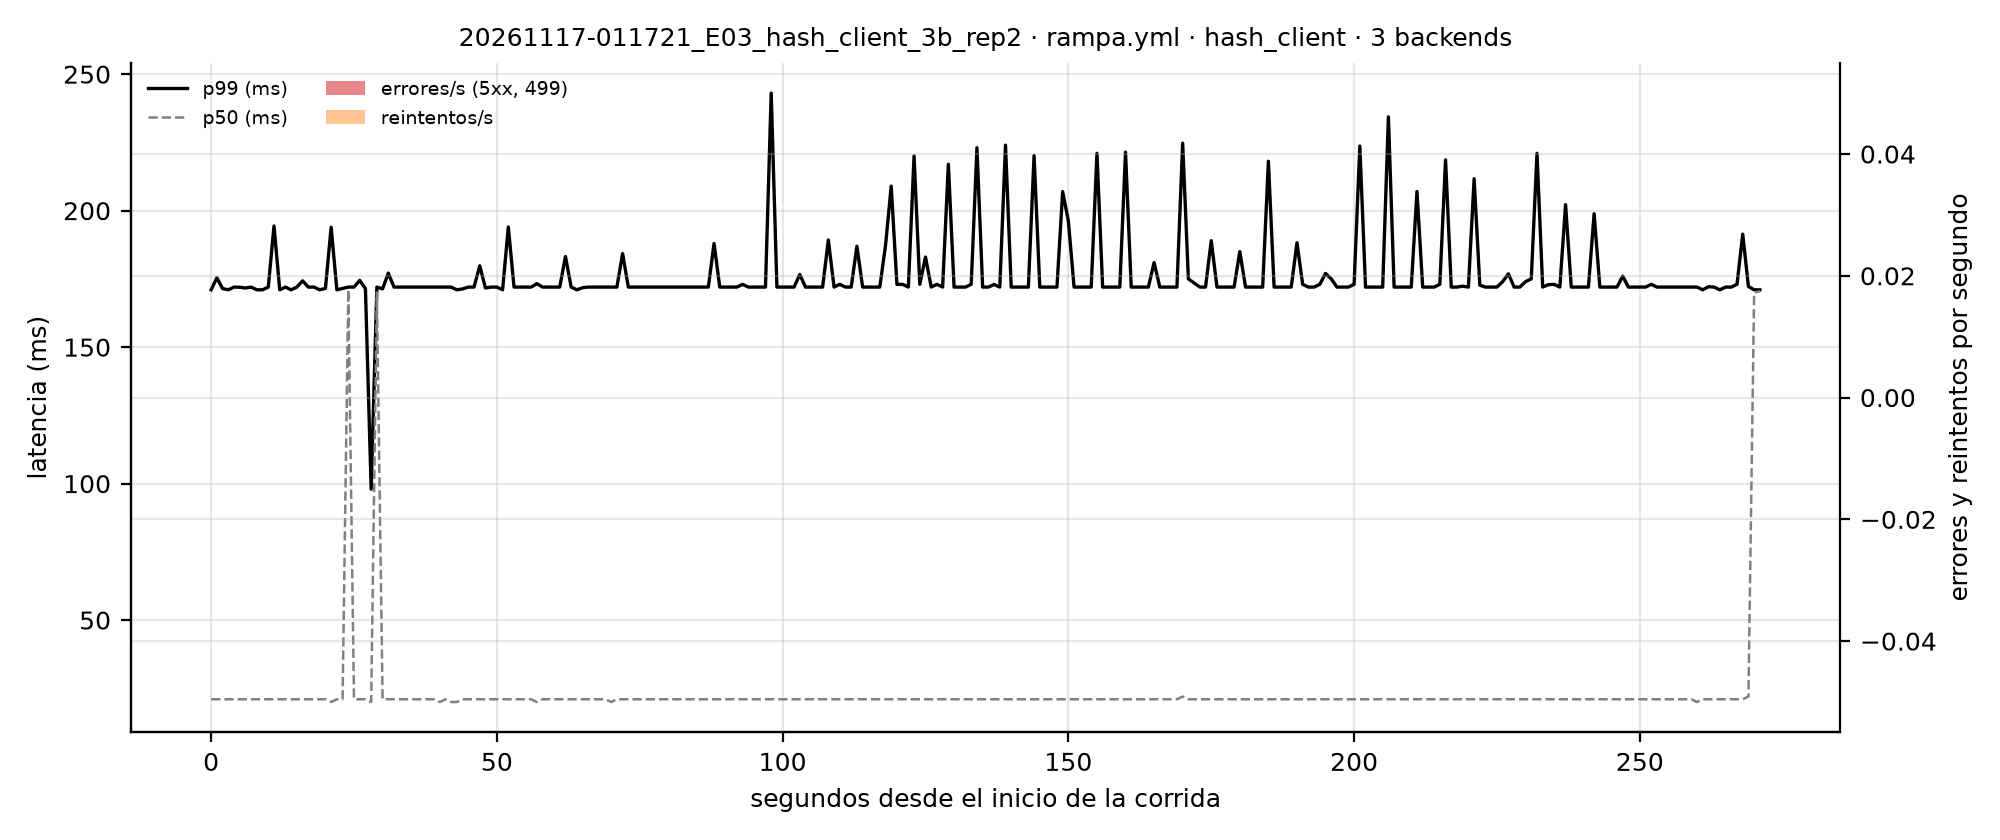 20261117-011721_E03_hash_client_3b_rep2 · rampa.yml · hash_client · 3 backends
p99 (ms)
p50 (ms)
errores/s (5xx, 499)
reintentos/s
latencia (ms)
250
200
150
100
50
0.04
0.02
0.00
−0.02
−0.04
errores y reintentos por segundo
0
50
100
150
200
250
segundos desde el inicio de la corrida